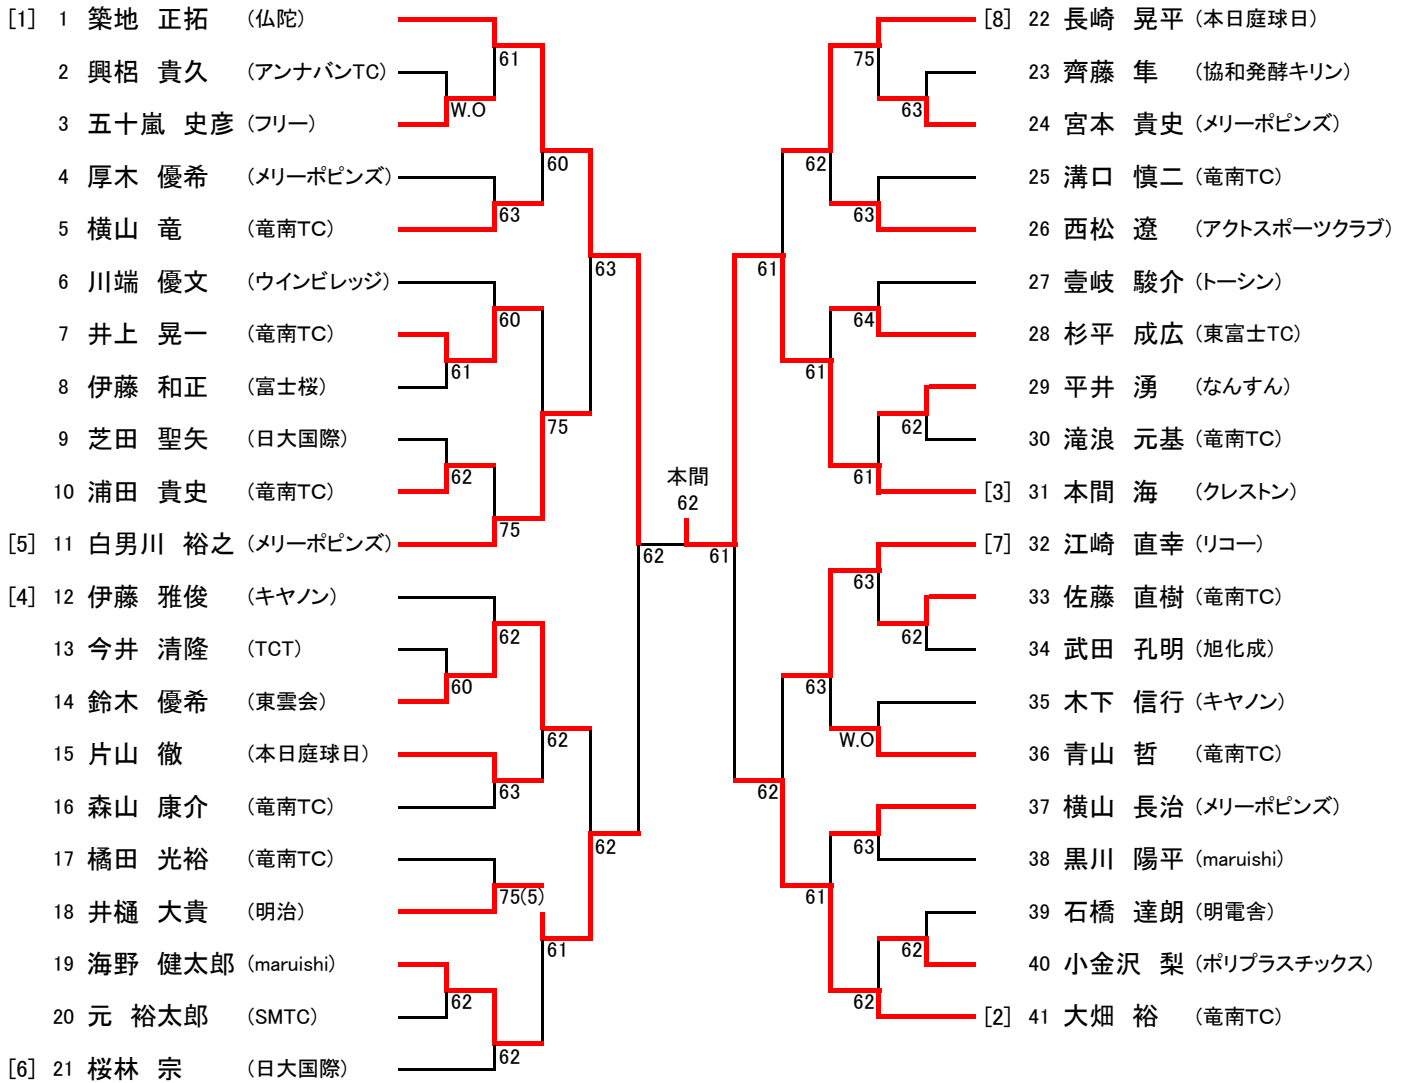 [1] 1 築地 正拓 (仏陀)
2 興梠 貴久 (アンナバンTC)
3 五十嵐 史彦 (フリー)
4 厚木 優希 (メリーポピンズ)
5 横山 竜 (竜南TC)
6 川端 優文 (ウインビレッジ)
7 井上 晃一 (竜南TC)
8 伊藤 和正 (富士桜)
9 芝田 聖矢 (日大国際)
10 浦田 貴史 (竜南TC)
[5] 11 白男川 裕之 (メリーポピンズ)
[4] 12 伊藤 雅俊 (キヤノン)
13 今井 清隆 (TCT)
14 鈴木 優希 (東雲会)
15 片山 徹 (本日庭球日)
16 森山 康介 (竜南TC)
17 橘田 光裕 (竜南TC)
18 井樋 大貴 (明治)
19 海野 健太郎 (maruishi)
20 元 裕太郎 (SMTC)
[6] 21 桜林 宗 (日大国際)
61
W.O
60
63
63
60
61
75
62
75
62
62
60
62
63
62
75(5)
61
62
62
本間
62
61
75
63
62
63
61
64
61
62
61
63
62
63
W.O
62
63
61
62
62
[8] 22 長崎 晃平 (本日庭球日)
23 齊藤 隼 (協和発酵キリン)
24 宮本 貴史 (メリーポピンズ)
25 溝口 慎二 (竜南TC)
26 西松 遼 (アクトスポーツクラブ)
27 壹岐 駿介 (トーシン)
28 杉平 成広 (東富士TC)
29 平井 湧 (なんすん)
30 滝浪 元基 (竜南TC)
[3] 31 本間 海 (クレストン)
[7] 32 江崎 直幸 (リコー)
33 佐藤 直樹 (竜南TC)
34 武田 孔明 (旭化成)
35 木下 信行 (キヤノン)
36 青山 哲 (竜南TC)
37 横山 長治 (メリーポピンズ)
38 黒川 陽平 (maruishi)
39 石橋 達朗 (明電舎)
40 小金沢 梨 (ポリプラスチックス)
[2] 41 大畑 裕 (竜南TC)